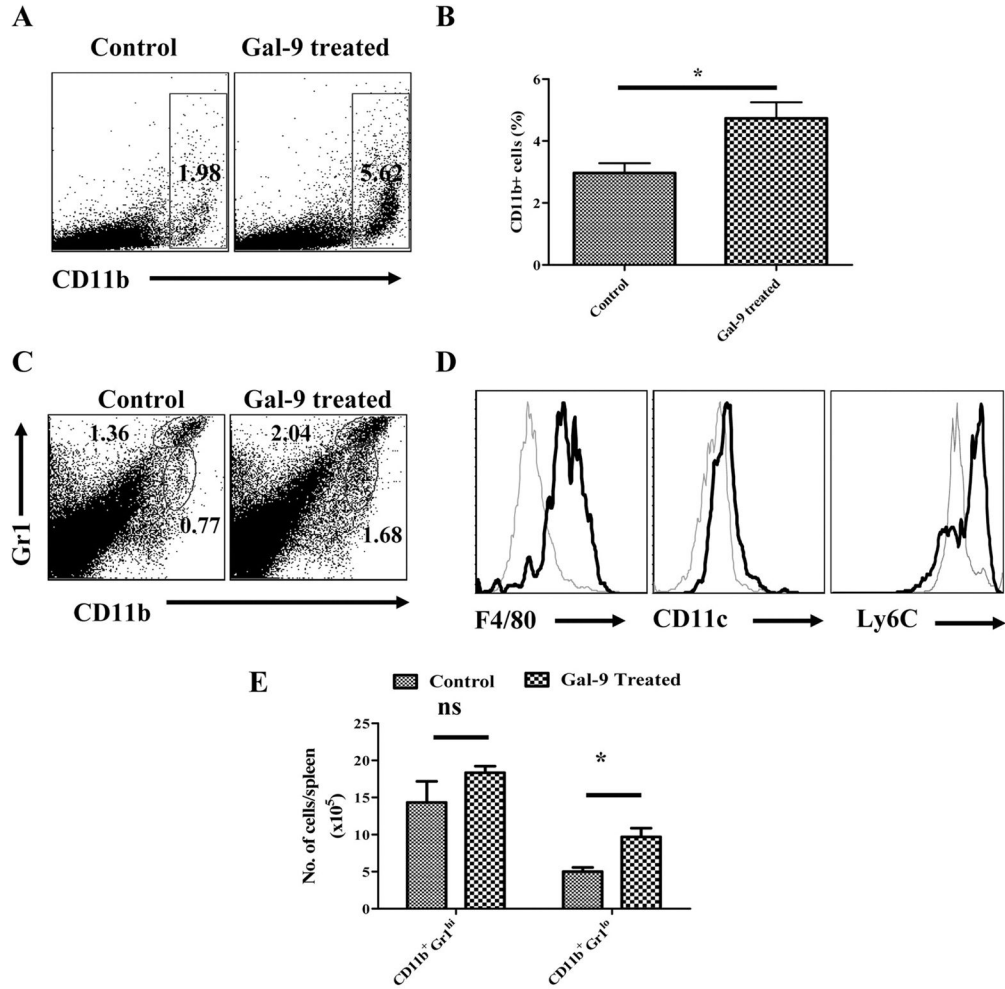 A
Control
Gal-9 treated
1.98
5.62
CD11b
B
*
CD11b+ cells (%)
6
4
2
0
Control
Gal-9 treated
C
Control
Gal-9 treated
1.36
2.04
0.77
1.68
Gr1
CD11b
D
F4/80
CD11c
Ly6C
E
Control
Gal-9 Treated
ns
*
No. of cells/spleen
(x10⁵)
25
20
15
10
5
0
CD11b⁺Gr1ʰⁱ
CD11b⁺Gr1ˡᵒ